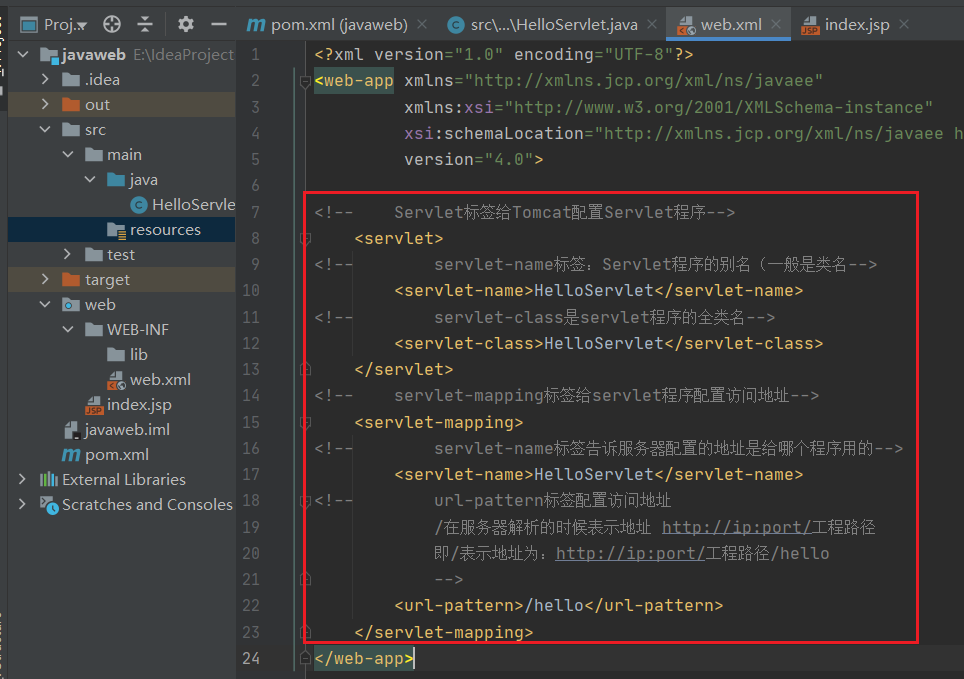 Proj.
pom.xml (javaweb)
src\...\HelloServlet.java
web.xml
index.jsp
javaweb E:\IdeaProject
.idea
out
src
main
java
HelloServle
resources
test
target
web
WEB-INF
lib
web.xml
index.jsp
javaweb.iml
pom.xml
External Libraries
Scratches and Consoles
1 <?xml version="1.0" encoding="UTF-8"?>
2 <web-app xmlns="http://xmlns.jcp.org/xml/ns/javaee"
3 xmlns:xsi="http://www.w3.org/2001/XMLSchema-instance"
4 xsi:schemaLocation="http://xmlns.jcp.org/xml/ns/javaee h
5 version="4.0">
6
7 <!-- Servlet标签给Tomcat配置Servlet程序-->
8 <servlet>
9 <!-- servlet-name标签：Servlet程序的别名（一般是类名-->
10 <servlet-name>HelloServlet</servlet-name>
11 <!-- servlet-class是servlet程序的全类名-->
12 <servlet-class>HelloServlet</servlet-class>
13 </servlet>
14 <!-- servlet-mapping标签给servlet程序配置访问地址-->
15 <servlet-mapping>
16 <!-- servlet-name标签告诉服务器配置的地址是给哪个程序用的-->
17 <servlet-name>HelloServlet</servlet-name>
18 <!-- url-pattern标签配置访问地址
19 /在服务器解析的时候表示地址 http://ip:port/工程路径
20 即/表示地址为：http://ip:port/工程路径/hello
21 -->
22 <url-pattern>/hello</url-pattern>
23 </servlet-mapping>
24 </web-app>